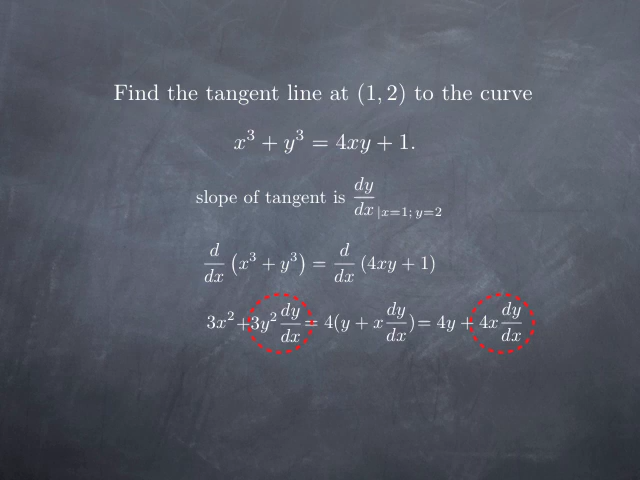 Find the tangent line at (1, 2) to the curve
x³ + y³ = 4xy + 1.
slope of tangent is dy/dx |x=1; y=2
d/dx (x³ + y³) = d/dx (4xy + 1)
3x² + 3y² dy/dx = 4(y + x dy/dx) = 4y + 4x dy/dx